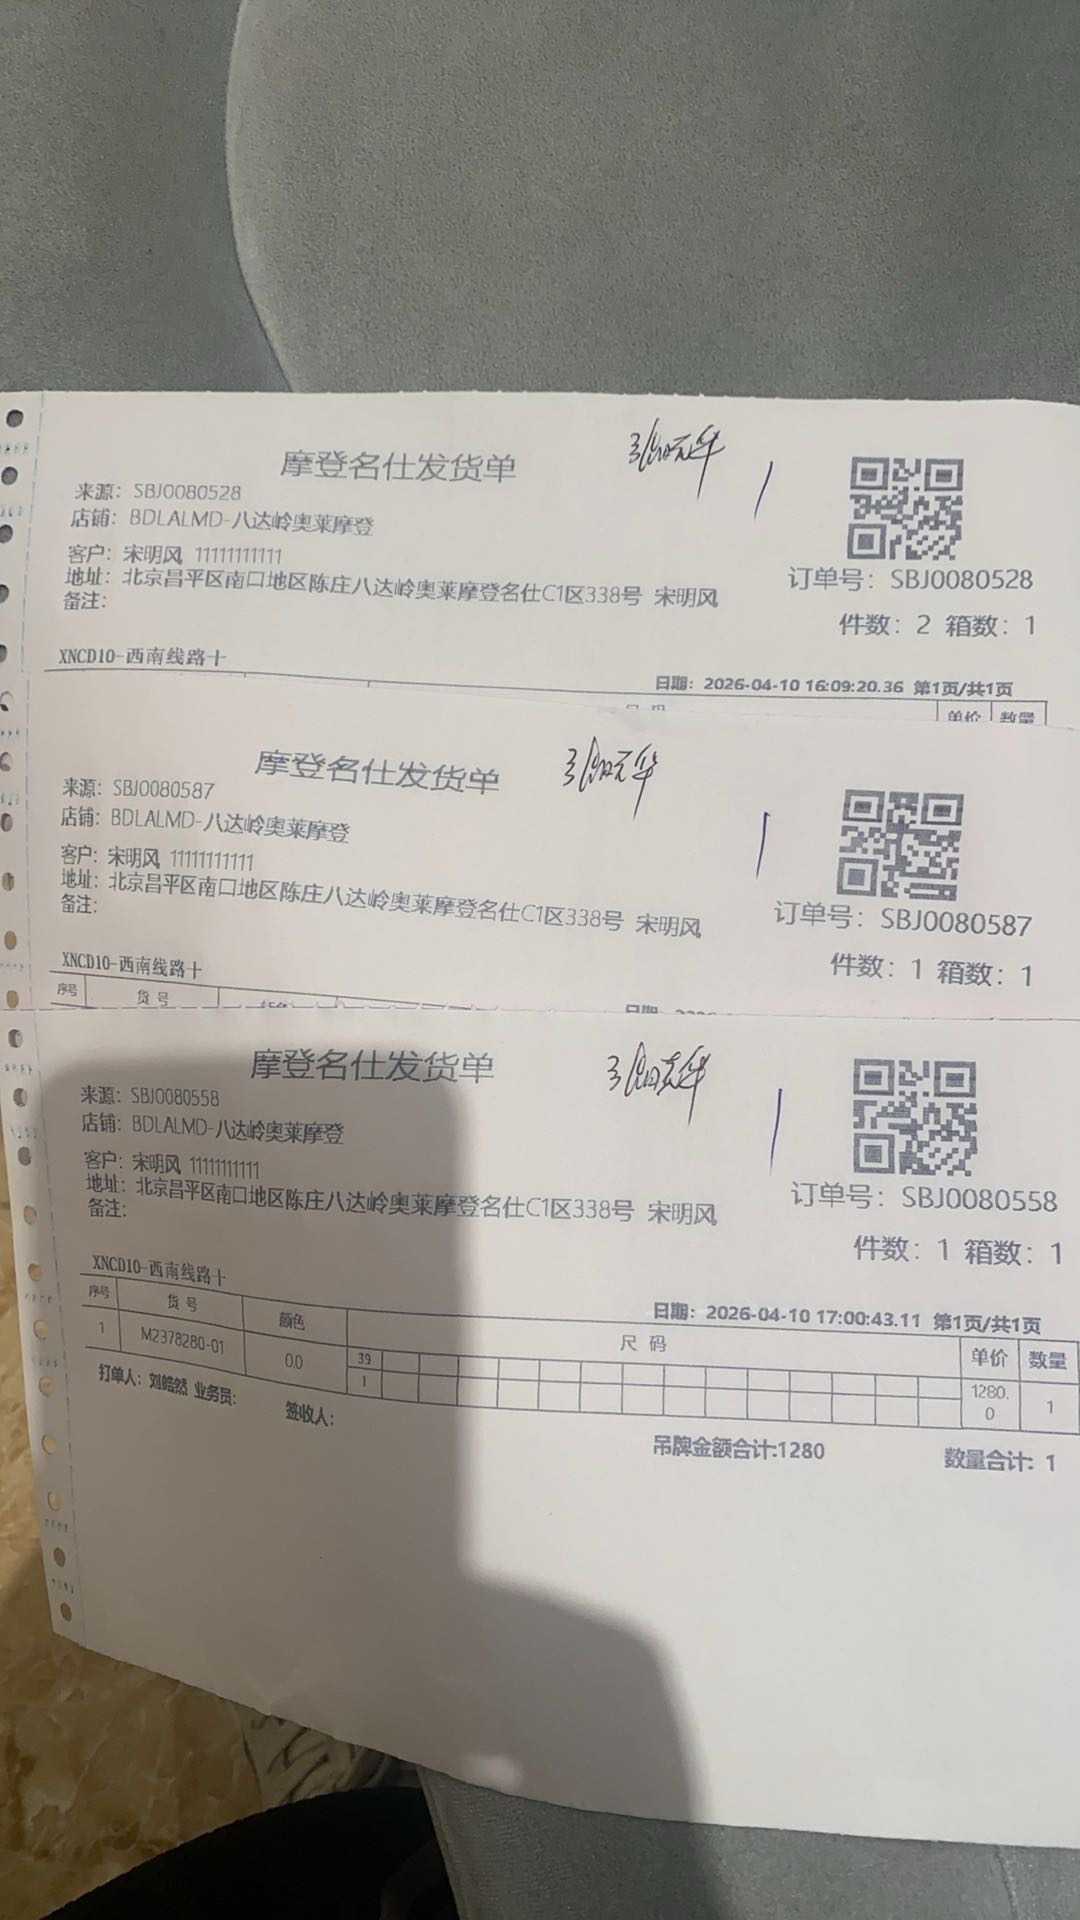 摩登名仕发货单
来源：SBJ0080528
店铺：BDLALMD-八达岭奥莱摩登
客户：宋明风 11111111111
地址：北京昌平区南口地区陈庄八达岭奥莱摩登名仕C1区338号 宋明风
备注：
订单号：SBJ0080528
件数：2 箱数：1
XNCD10-西南线路十
日期：2026-04-10 16:09:20.36 第1页/共1页
尺码 单价 数量
摩登名仕发货单
来源：SBJ0080587
店铺：BDLALMD-八达岭奥莱摩登
客户：宋明风 11111111111
地址：北京昌平区南口地区陈庄八达岭奥莱摩登名仕C1区338号 宋明风
备注：
订单号：SBJ0080587
件数：1 箱数：1
XNCD10-西南线路十
序号 货号
摩登名仕发货单
来源：SBJ0080558
店铺：BDLALMD-八达岭奥莱摩登
客户：宋明风 11111111111
地址：北京昌平区南口地区陈庄八达岭奥莱摩登名仕C1区338号 宋明风
备注：
订单号：SBJ0080558
件数：1 箱数：1
XNCD10-西南线路十
日期：2026-04-10 17:00:43.11 第1页/共1页
序号 货号 颜色 尺码 单价 数量
1 M2378280-01 00 39 1 1280.0 1
打单人：刘皓然 业务员： 签收人：
吊牌金额合计:1280 数量合计：1